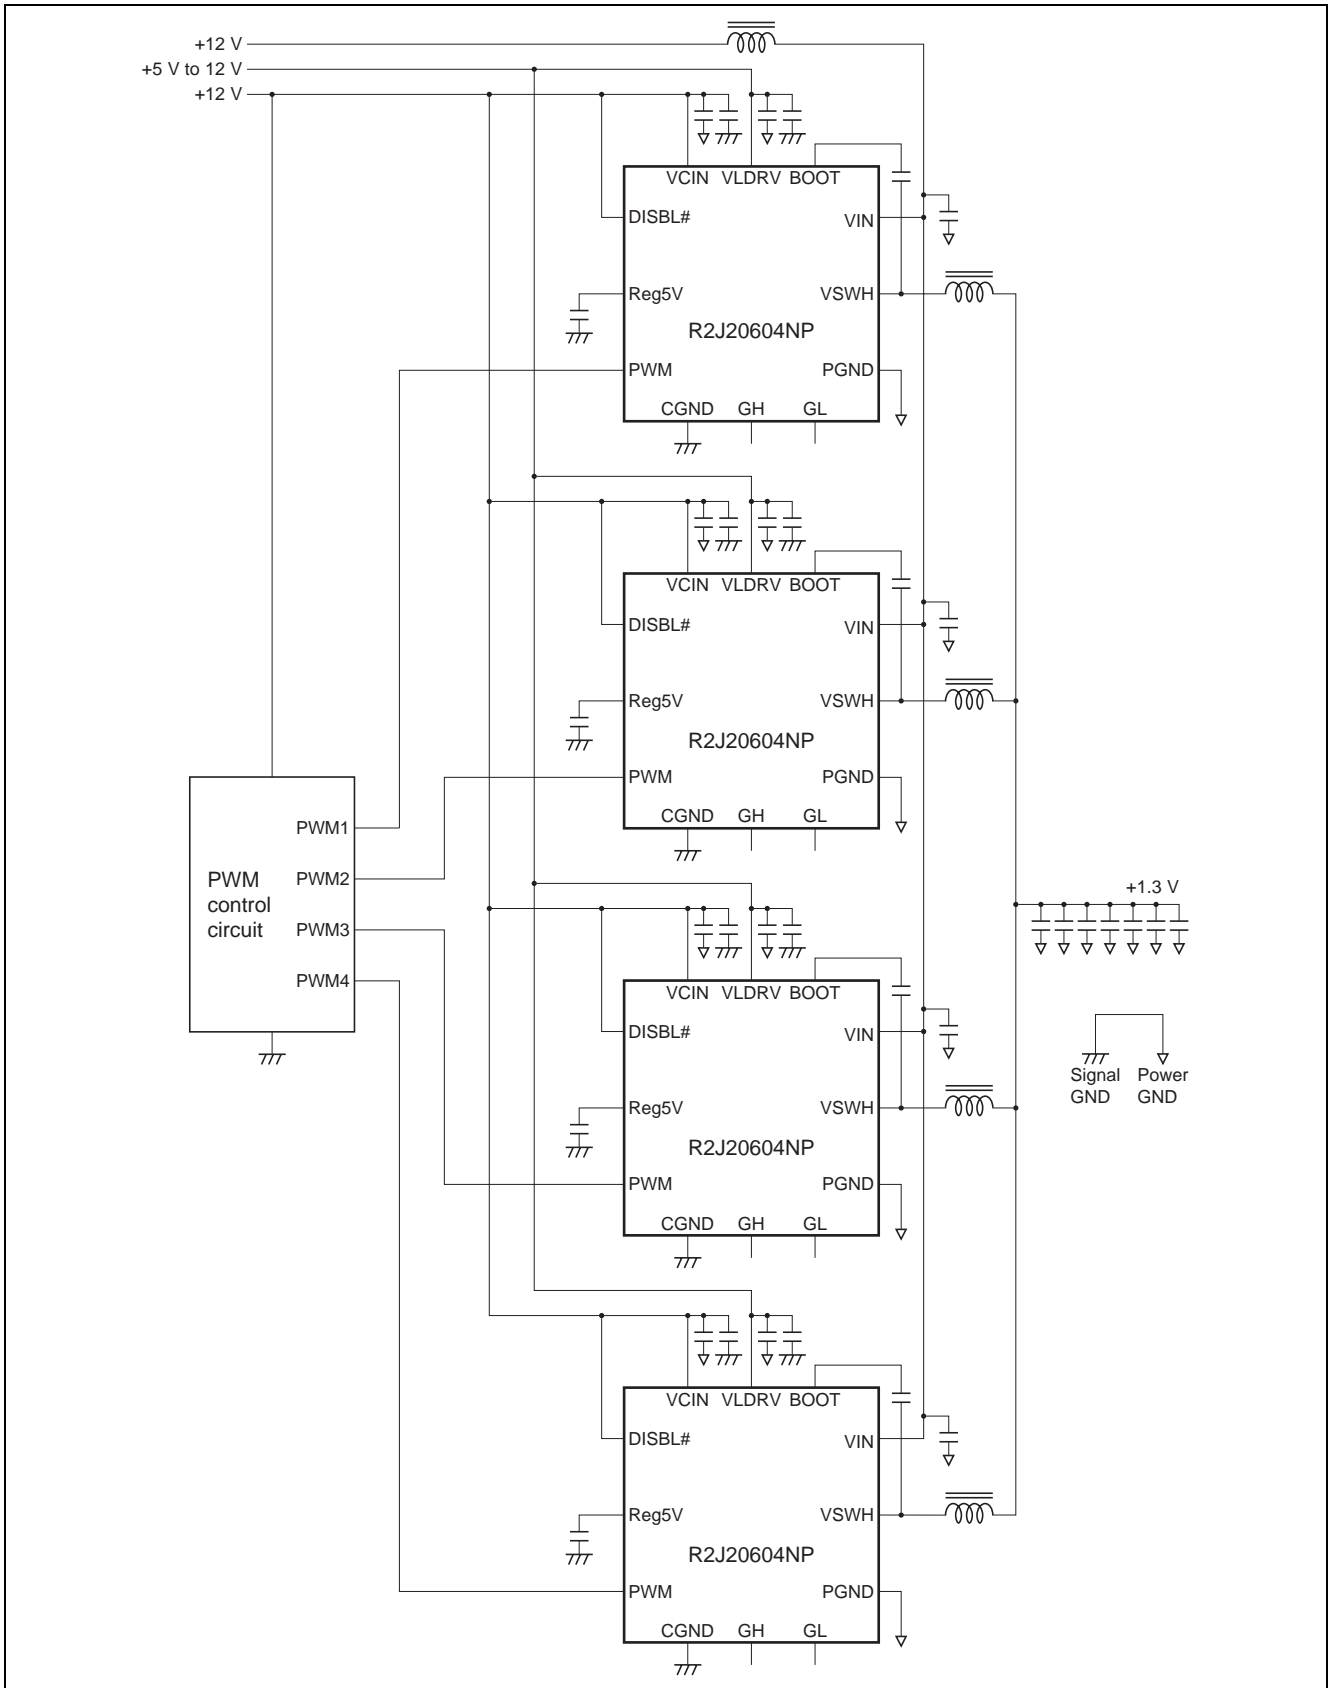 +12 V
+5 V to 12 V
+12 V
VCIN VLDRV BOOT
DISBL#
VIN
Reg5V
VSWH
R2J20604NP
PWM
PGND
CGND GH GL
VCIN VLDRV BOOT
DISBL#
VIN
Reg5V
VSWH
R2J20604NP
PWM
PGND
CGND GH GL
PWM
control
circuit
PWM1
PWM2
PWM3
PWM4
+1.3 V
VCIN VLDRV BOOT
DISBL#
VIN
Reg5V
VSWH
R2J20604NP
PWM
PGND
CGND GH GL
Signal
GND
Power
GND
VCIN VLDRV BOOT
DISBL#
VIN
Reg5V
VSWH
R2J20604NP
PWM
PGND
CGND GH GL